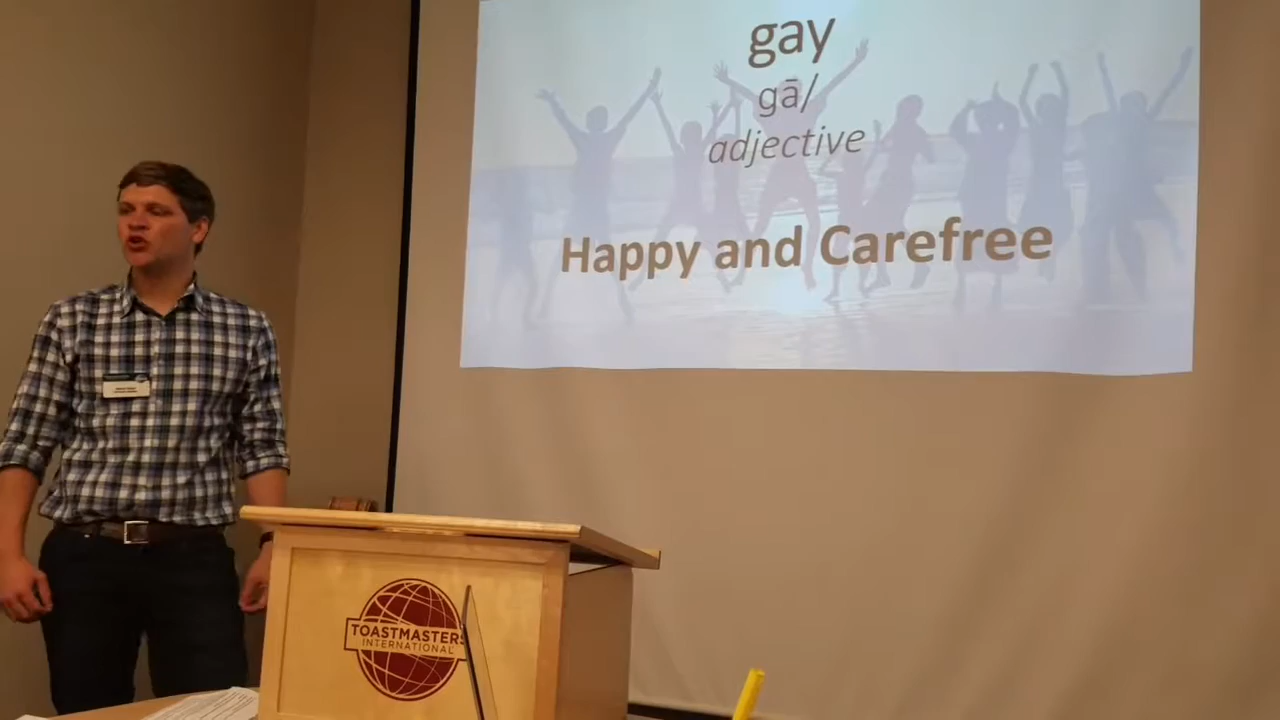 gay
gā/
adjective
Happy and Carefree
TOASTMASTERS
INTERNATIONAL